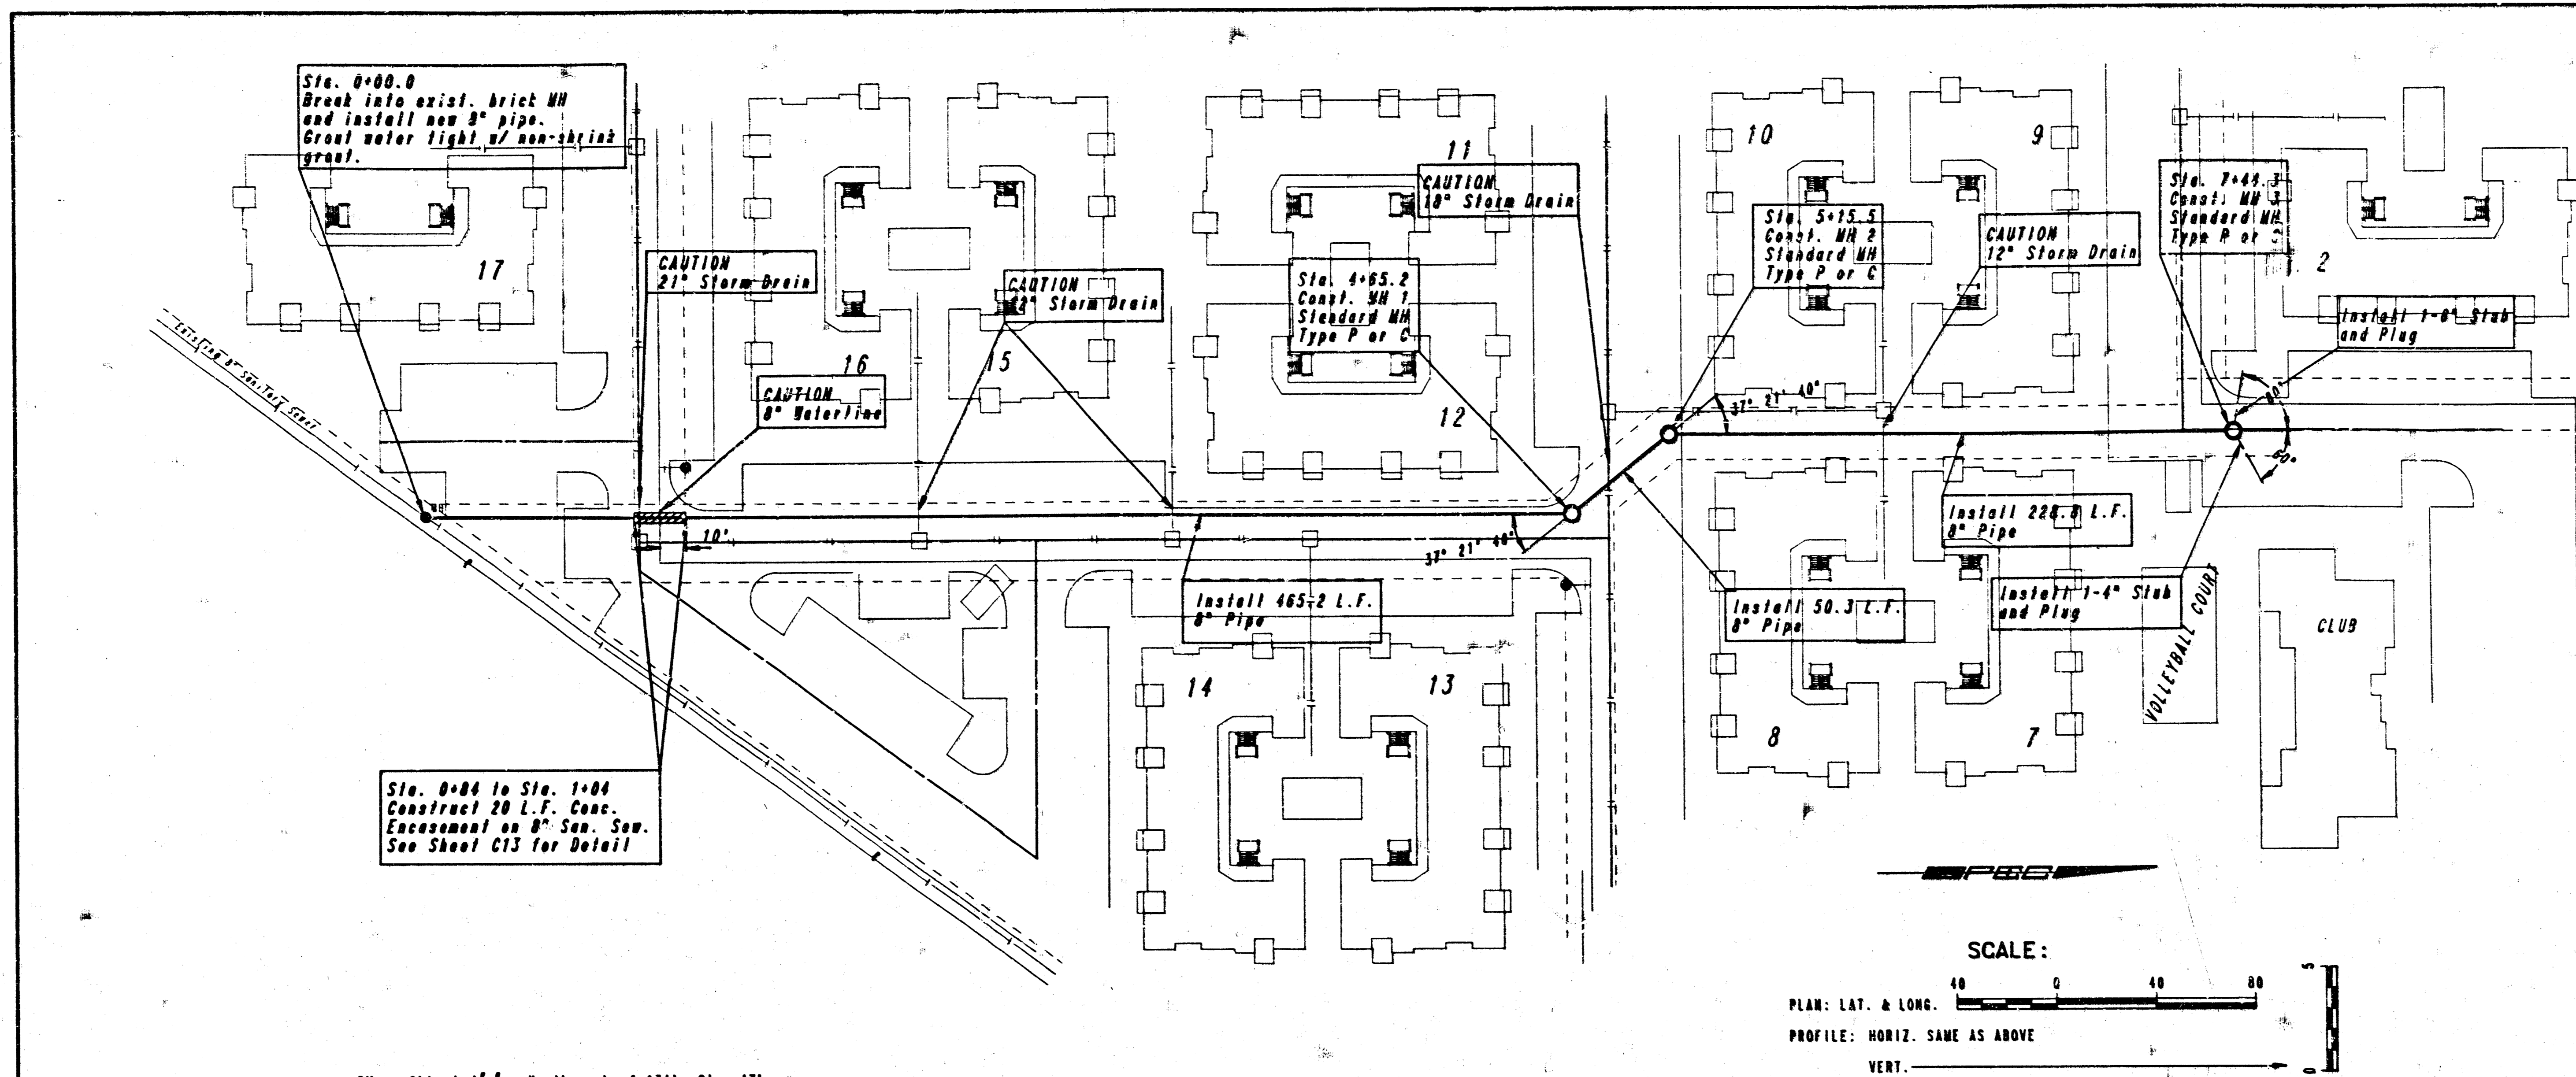 Sta. 0+00.0
Break into exist. brick MH
and install new 8" pipe.
Grout water tight w/ non-shrink
grout.
17
Existing 8" Sanitary Sewer
CAUTION
21" Storm Drain
CAUTION
12" Storm Drain
16
15
CAUTION
8" Waterline
10'
Sta. 0+84 to Sta. 1+04
Construct 20 L.F. Conc.
Encasement on 8" San. Sew.
See Sheet C13 for Detail
11
CAUTION
18" Storm Drain
Sta. 4+65.2
Const. MH 1
Standard MH
Type P or C
12
37° 21' 40"
Install 465.2 L.F.
8" Pipe
14
13
10
9
Sta. 5+15.5
Const. MH 2
Standard MH
Type P or C
CAUTION
12" Storm Drain
37° 21' 40"
Sta. 7+44.3
Const. MH 3
Standard MH
Type P or
2
Install 1-6" Stub
and Plug
60°
Install 228.8 L.F.
8" Pipe
Install 50.3 L.F.
8" Pipe
Install 1-4" Stub
and Plug
8
7
VOLLEYBALL COURT
CLUB
PEC
SCALE:
40 0 40 80
PLAN: LAT. & LONG.
PROFILE: HORIZ. SAME AS ABOVE
VERT.
5
0